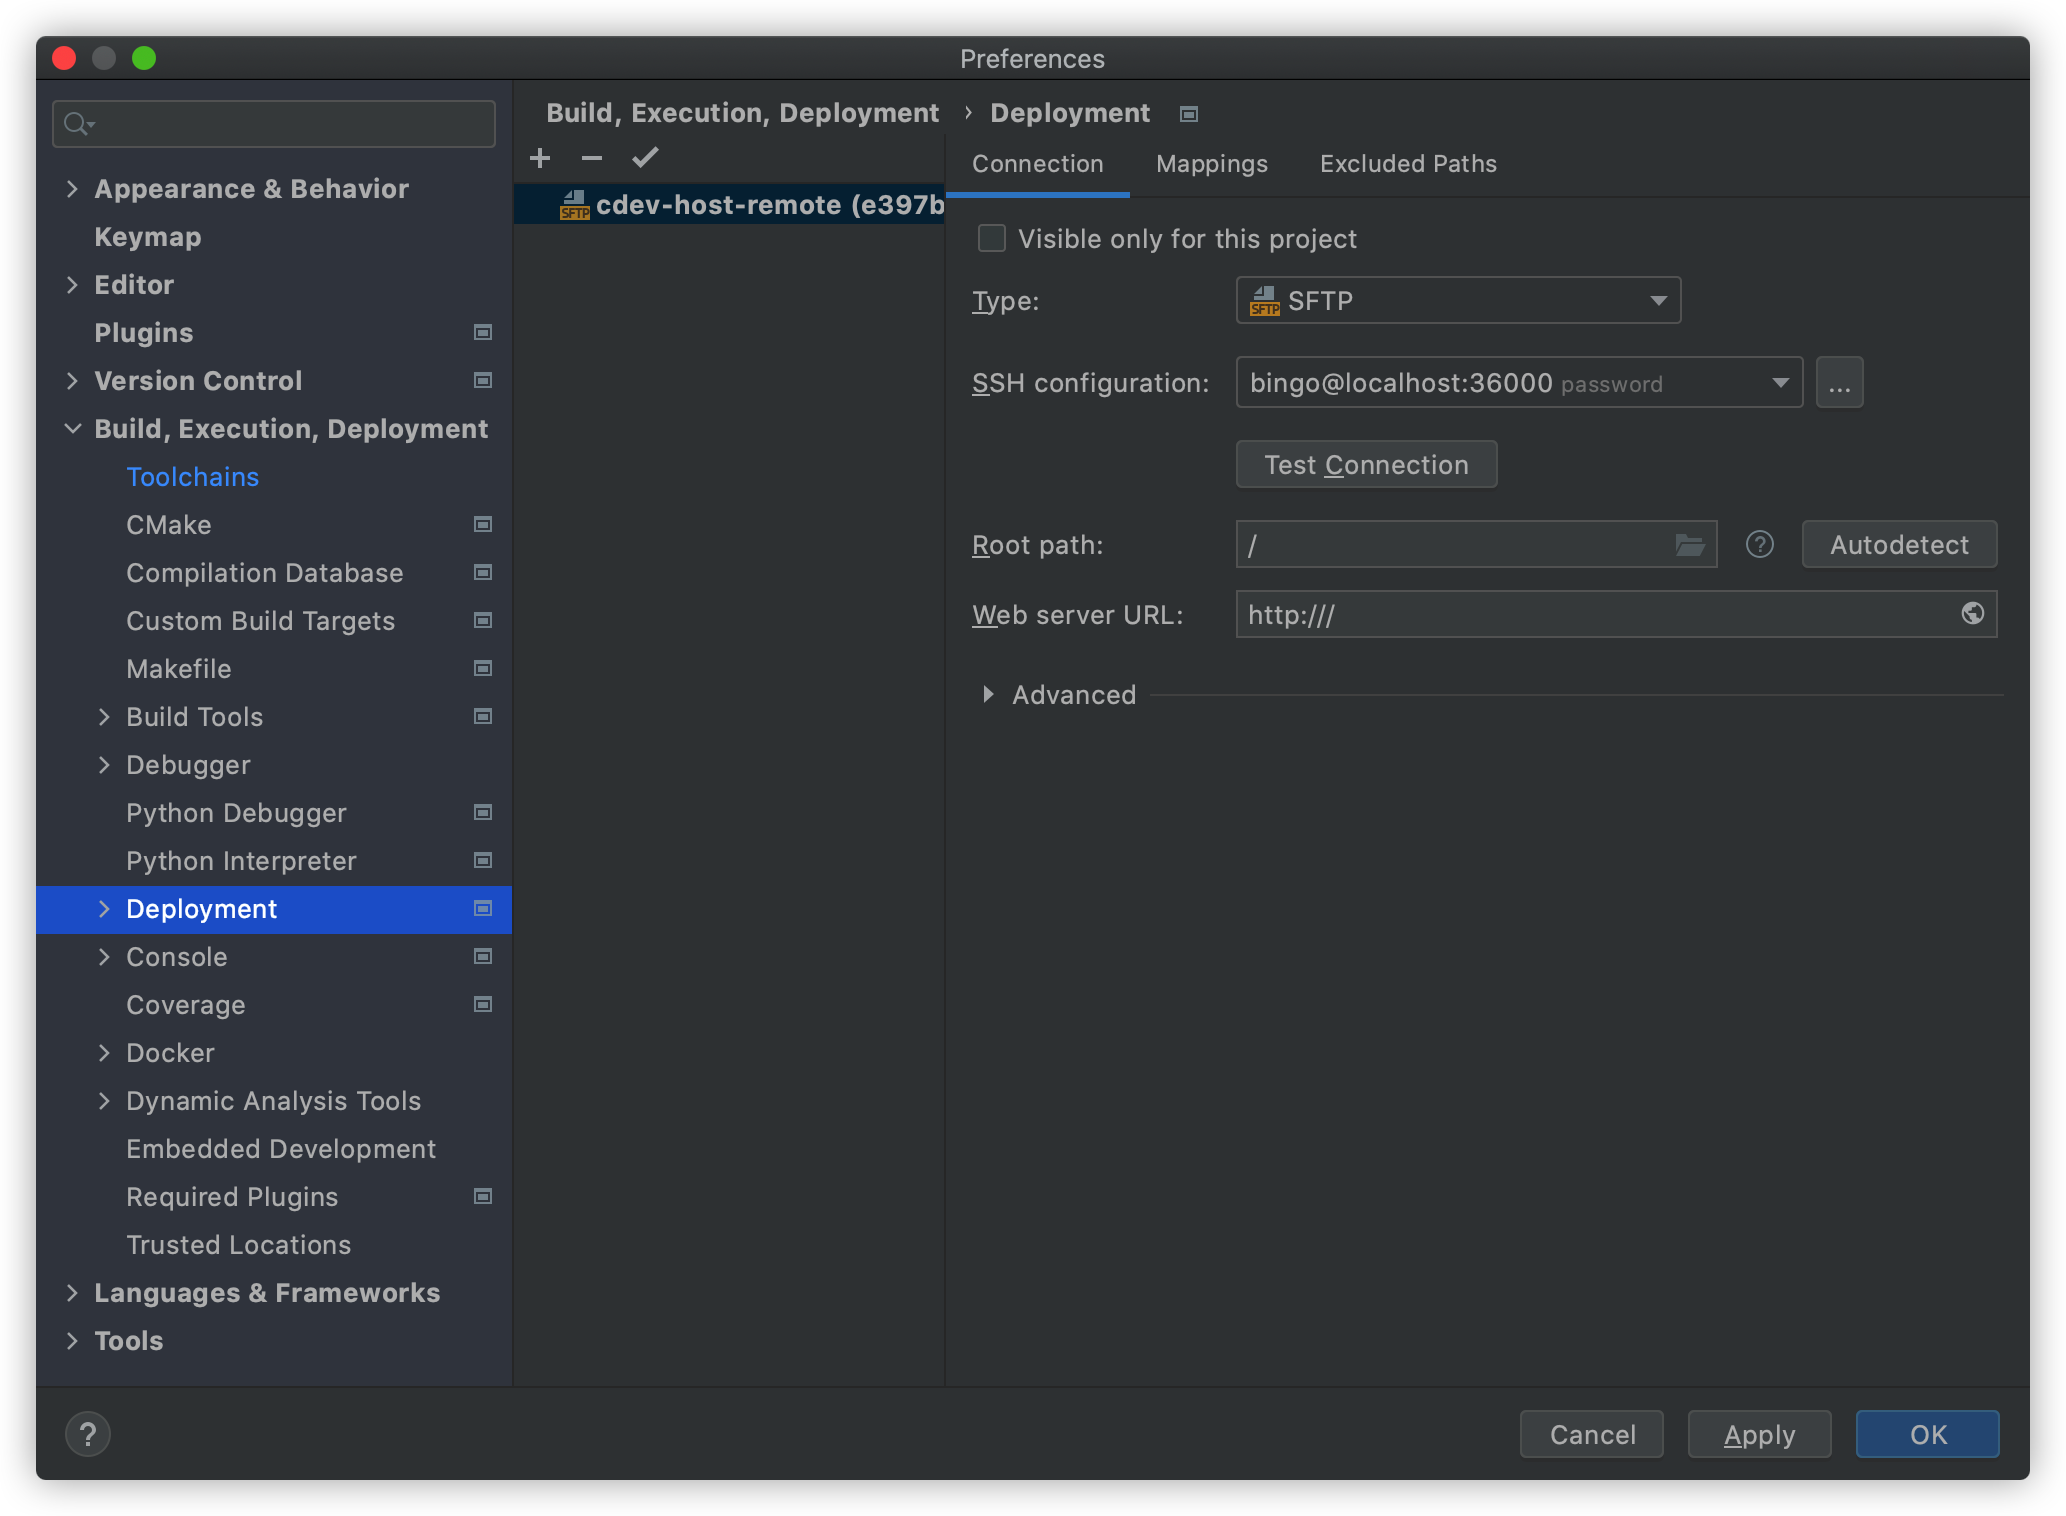 Preferences
Appearance & Behavior
Keymap
Editor
Plugins
Version Control
Build, Execution, Deployment
Toolchains
CMake
Compilation Database
Custom Build Targets
Makefile
Build Tools
Debugger
Python Debugger
Python Interpreter
Deployment
Console
Coverage
Docker
Dynamic Analysis Tools
Embedded Development
Required Plugins
Trusted Locations
Languages & Frameworks
Tools
Build, Execution, Deployment › Deployment
SFTP cdev-host-remote (e397b
Connection Mappings Excluded Paths
Visible only for this project
Type: SFTP SFTP
SSH configuration: bingo@localhost:36000 password ...
Test Connection
Root path: / ? Autodetect
Web server URL: http:///
Advanced
? Cancel Apply OK